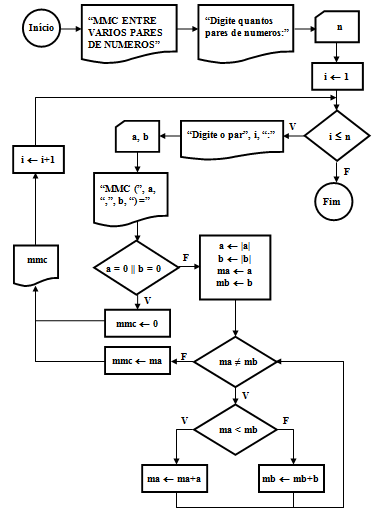 Início
“MMC ENTRE
VARIOS PARES
DE NUMEROS”
“Digite quantos
pares de numeros:”
n
i ← 1
i ≤ n
V
F
Fim
“Digite o par”, i, “:”
a, b
“MMC (”, a,
“,”, b, “) =”
a = 0 || b = 0
F
V
a ← |a|
b ← |b|
ma ← a
mb ← b
mmc ← 0
i ← i+1
mmc
mmc ← ma
F
ma ≠ mb
V
ma < mb
V
F
ma ← ma+a
mb ← mb+b